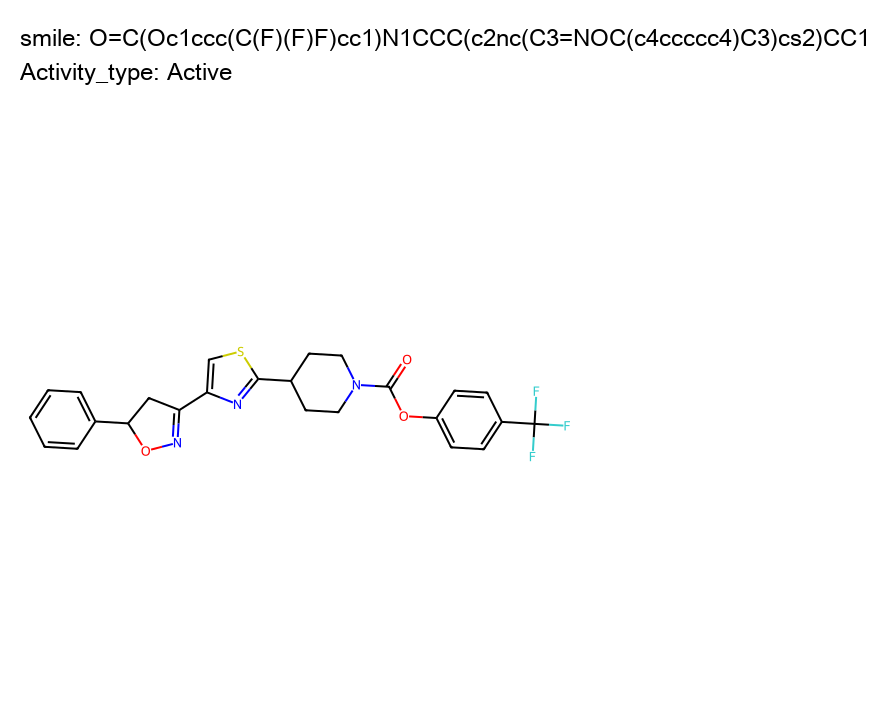 smile: O=C(Oc1ccc(C(F)(F)F)cc1)N1CCC(c2nc(C3=NOC(c4ccccc4)C3)cs2)CC1
Activity_type: Active
S
O
N
N
F
N
O
F
O
F